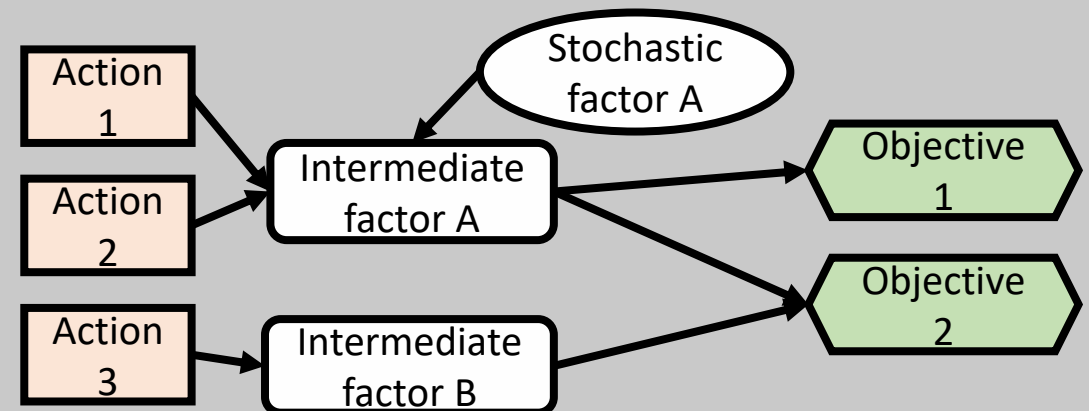 Action
1
Stochastic
factor A
Intermediate
factor A
Objective
1
Action
2
Objective
2
Action
3
Intermediate
factor B